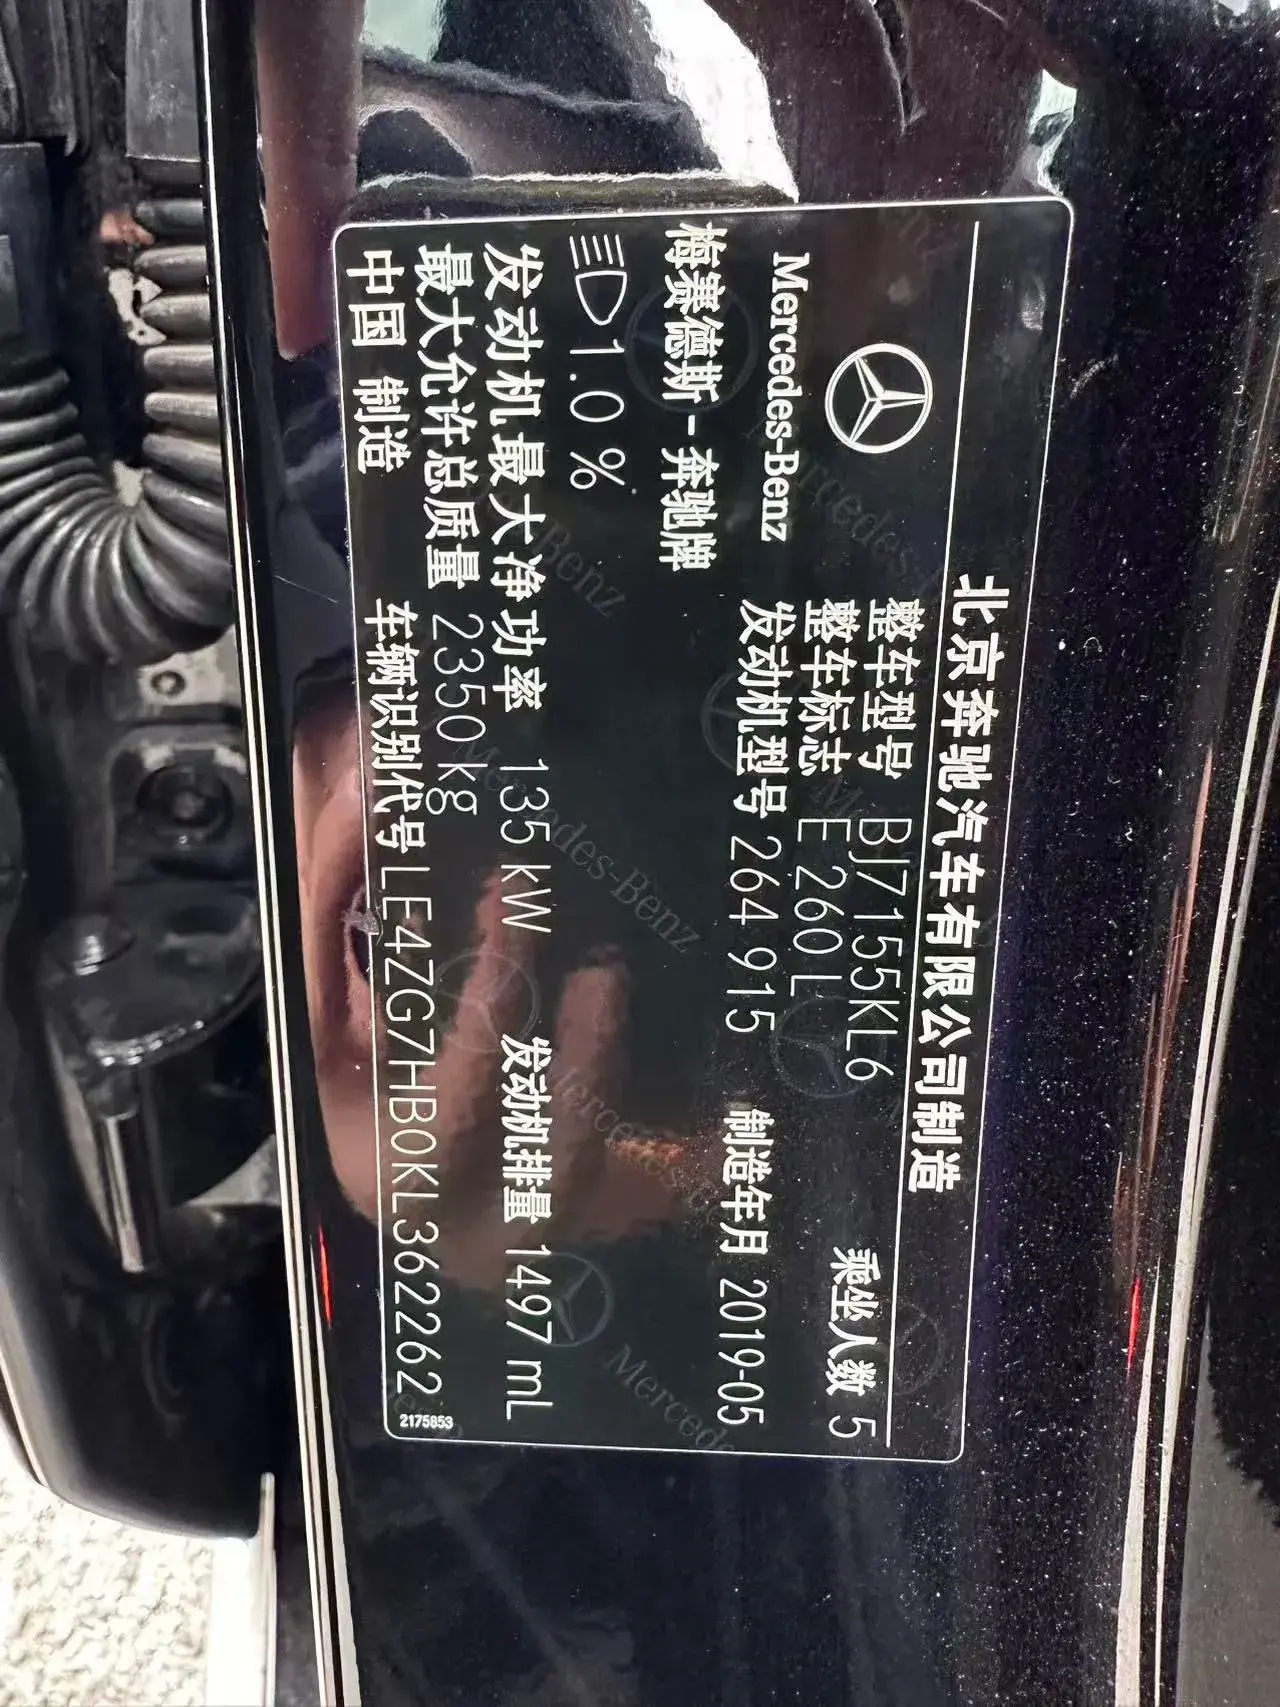 北京奔驰汽车有限公司制造
Mercedes-Benz
整车型号 BJ7155KL6
整车标志 E 260 L 乘坐人数 5
梅赛德斯-奔驰牌 发动机型号 264 915 制造年月 2019-05
1.0 %
发动机最大净功率 135 kW 发动机排量 1497 mL
最大允许总质量 2350kg
中国 制造 车辆识别代号 LE4ZG7HB0KL362262
2175853